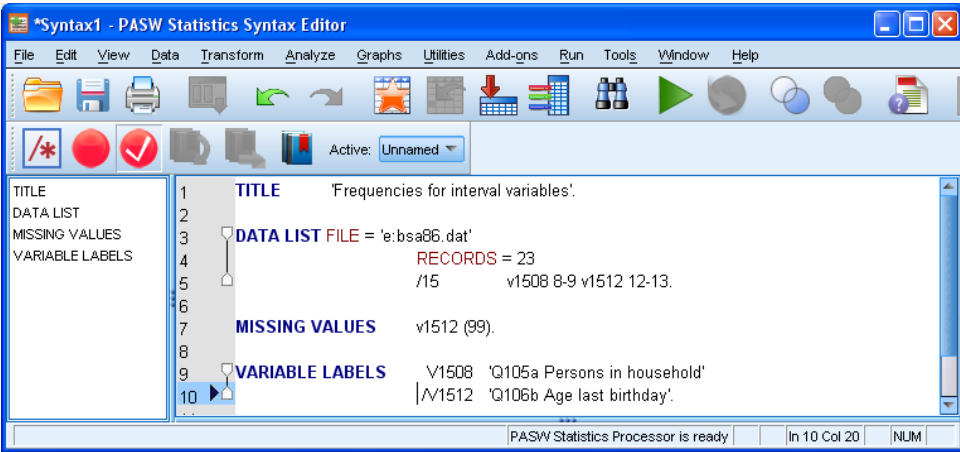 *Syntax1 - PASW Statistics Syntax Editor
File Edit View Data Transform Analyze Graphs Utilities Add-ons Run Tools Window Help
/* Active: Unnamed
TITLE
DATA LIST
MISSING VALUES
VARIABLE LABELS
1 TITLE 'Frequencies for interval variables'.
2
3 DATA LIST FILE = 'e:bsa86.dat'
4 RECORDS = 23
5 /15 v1508 8-9 v1512 12-13.
6
7 MISSING VALUES v1512 (99).
8
9 VARIABLE LABELS V1508 'Q105a Persons in household'
10 /V1512 'Q106b Age last birthday'.
PASW Statistics Processor is ready In 10 Col 20 NUM